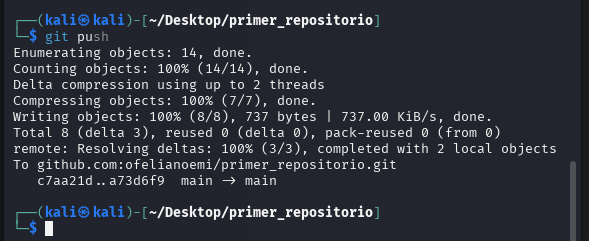 ┌──(kali㉿kali)-[~/Desktop/primer_repositorio]
└─$ git push
Enumerating objects: 14, done.
Counting objects: 100% (14/14), done.
Delta compression using up to 2 threads
Compressing objects: 100% (7/7), done.
Writing objects: 100% (8/8), 737 bytes | 737.00 KiB/s, done.
Total 8 (delta 3), reused 0 (delta 0), pack-reused 0 (from 0)
remote: Resolving deltas: 100% (3/3), completed with 2 local objects
To github.com:ofelianoemi/primer_repositorio.git
   c7aa21d..a73d6f9  main -> main
┌──(kali㉿kali)-[~/Desktop/primer_repositorio]
└─$